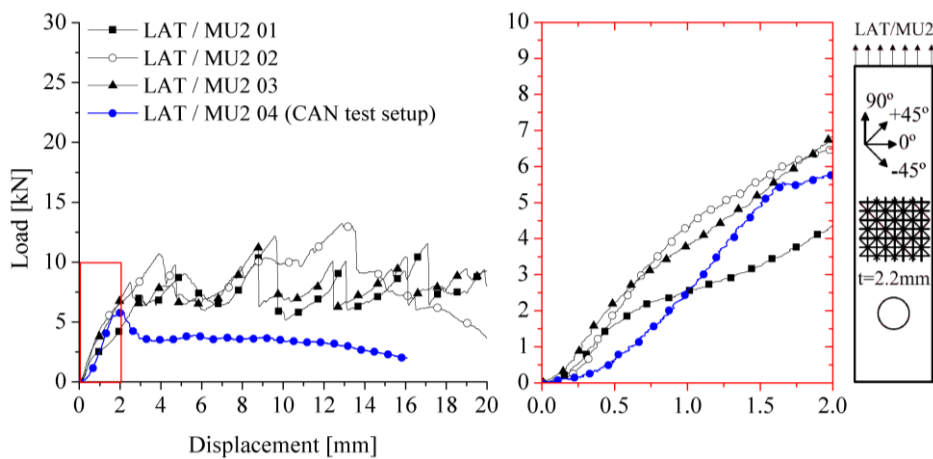 30
25
20
15
10
5
0
Load [kN]
LAT / MU2 01
LAT / MU2 02
LAT / MU2 03
LAT / MU2 04 (CAN test setup)
0 2 4 6 8 10 12 14 16 18 20
Displacement [mm]
10
9
8
7
6
5
4
3
2
1
0
0.0 0.5 1.0 1.5 2.0
LAT/MU2
90º
+45º
0º
-45º
t=2.2mm